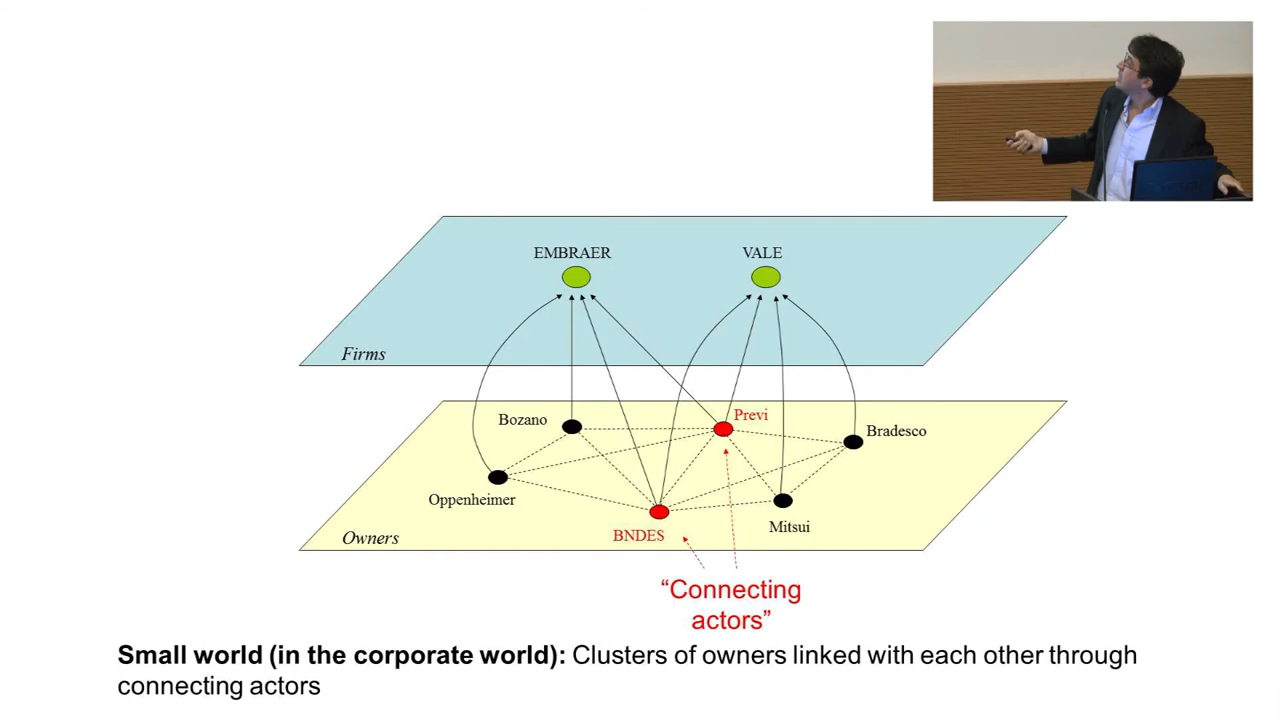 EMBRAER
VALE
Firms
Previ
Bozano
Bradesco
Oppenheimer
Mitsui
BNDES
Owners
“Connecting
actors”
Small world (in the corporate world): Clusters of owners linked with each other through
connecting actors